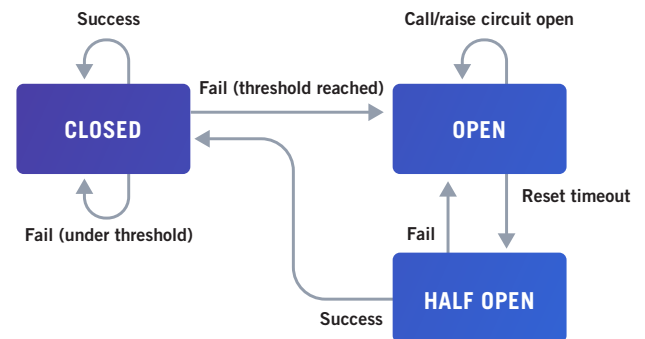 Success
Call/raise circuit open
Fail (threshold reached)
CLOSED
OPEN
Reset timeout
Fail (under threshold)
Fail
HALF OPEN
Success